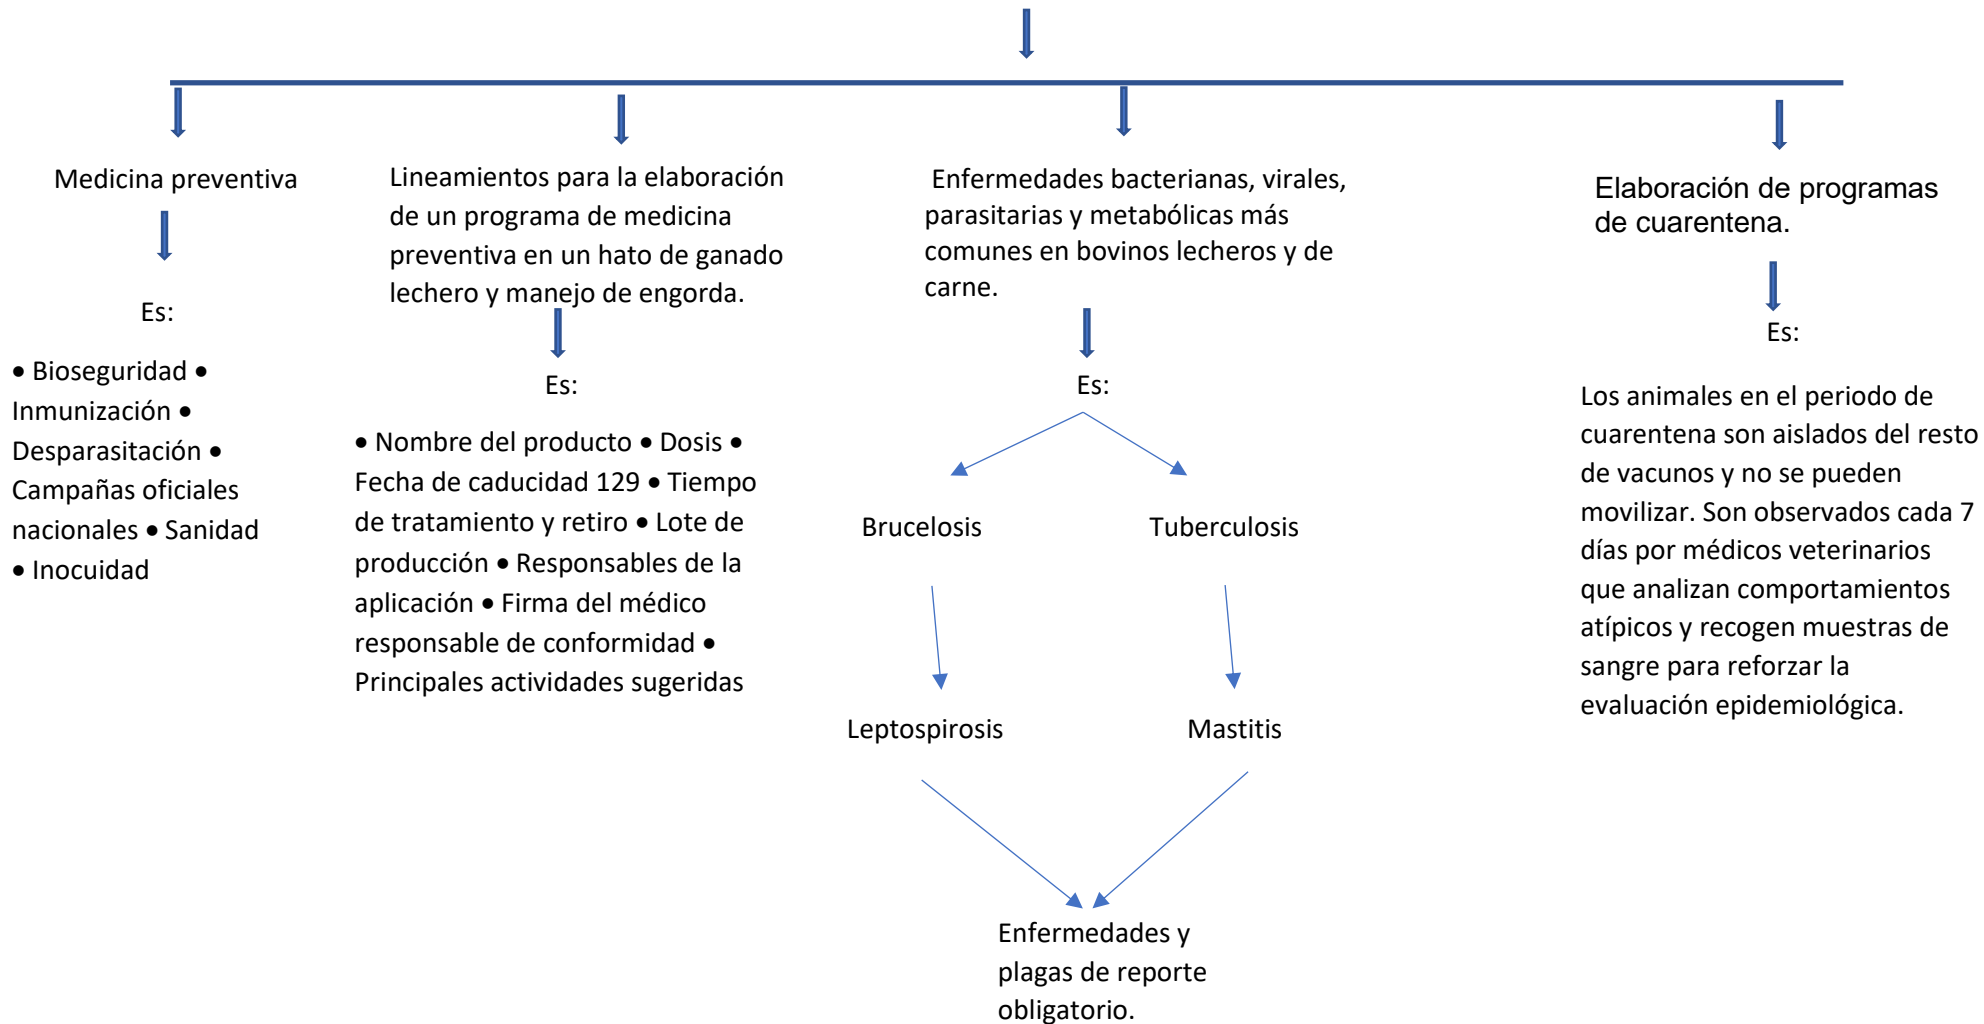 Medicina preventiva
Es:
• Bioseguridad •
Inmunización •
Desparasitación •
Campañas oficiales
nacionales • Sanidad
• Inocuidad
Lineamientos para la elaboración
de un programa de medicina
preventiva en un hato de ganado
lechero y manejo de engorda.
Es:
• Nombre del producto • Dosis •
Fecha de caducidad 129 • Tiempo
de tratamiento y retiro • Lote de
producción • Responsables de la
aplicación • Firma del médico
responsable de conformidad •
Principales actividades sugeridas
Enfermedades bacterianas, virales,
parasitarias y metabólicas más
comunes en bovinos lecheros y de
carne.
Es:
Brucelosis
Tuberculosis
Leptospirosis
Mastitis
Enfermedades y
plagas de reporte
obligatorio.
Elaboración de programas
de cuarentena.
Es:
Los animales en el periodo de
cuarentena son aislados del resto
de vacunos y no se pueden
movilizar. Son observados cada 7
días por médicos veterinarios
que analizan comportamientos
atípicos y recogen muestras de
sangre para reforzar la
evaluación epidemiológica.